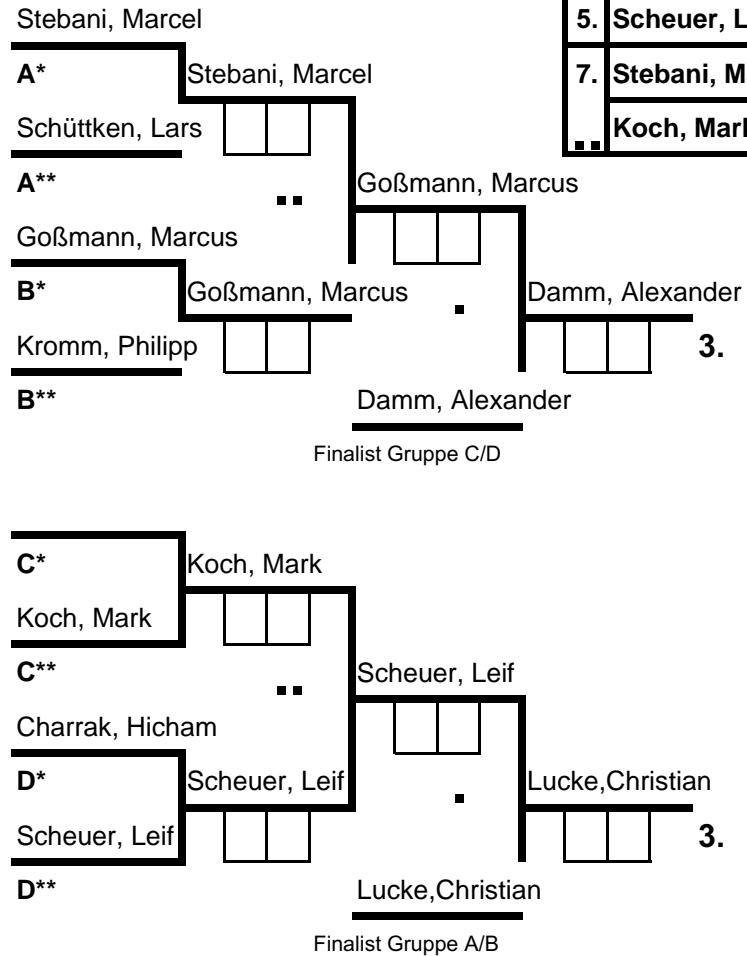 Stebani, Marcel
5. Scheuer, L
A*
Stebani, Marcel
7.
Schüttken, Lars
Koch, Mar
A**
Goßmann, Marcus
Goßmann, Marcus
B*
Goßmann, Marcus
Damm, Alexander
Kromm, Philipp
3.
B**
Damm, Alexander
Finalist Gruppe C/D
C*
Koch, Mark
Koch, Mark
C**
Scheuer, Leif
Charrak, Hicham
D*
Scheuer, Leif
Lucke,Christian
Scheuer, Leif
3.
D**
Lucke,Christian
Finalist Gruppe A/B